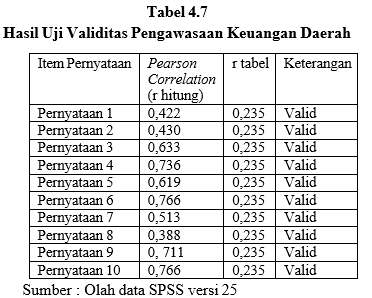 Tabel 4.7
Hasil Uji Validitas Pengawasaan Keuangan Daerah
Item Pernyataan Pearson Correlation (r hitung) r tabel Keterangan
Pernyataan 1 0,422 0,235 Valid
Pernyataan 2 0,430 0,235 Valid
Pernyataan 3 0,633 0,235 Valid
Pernyataan 4 0,736 0,235 Valid
Pernyataan 5 0,619 0,235 Valid
Pernyataan 6 0,766 0,235 Valid
Pernyataan 7 0,513 0,235 Valid
Pernyataan 8 0,388 0,235 Valid
Pernyataan 9 0, 711 0,235 Valid
Pernyataan 10 0,766 0,235 Valid
Sumber : Olah data SPSS versi 25